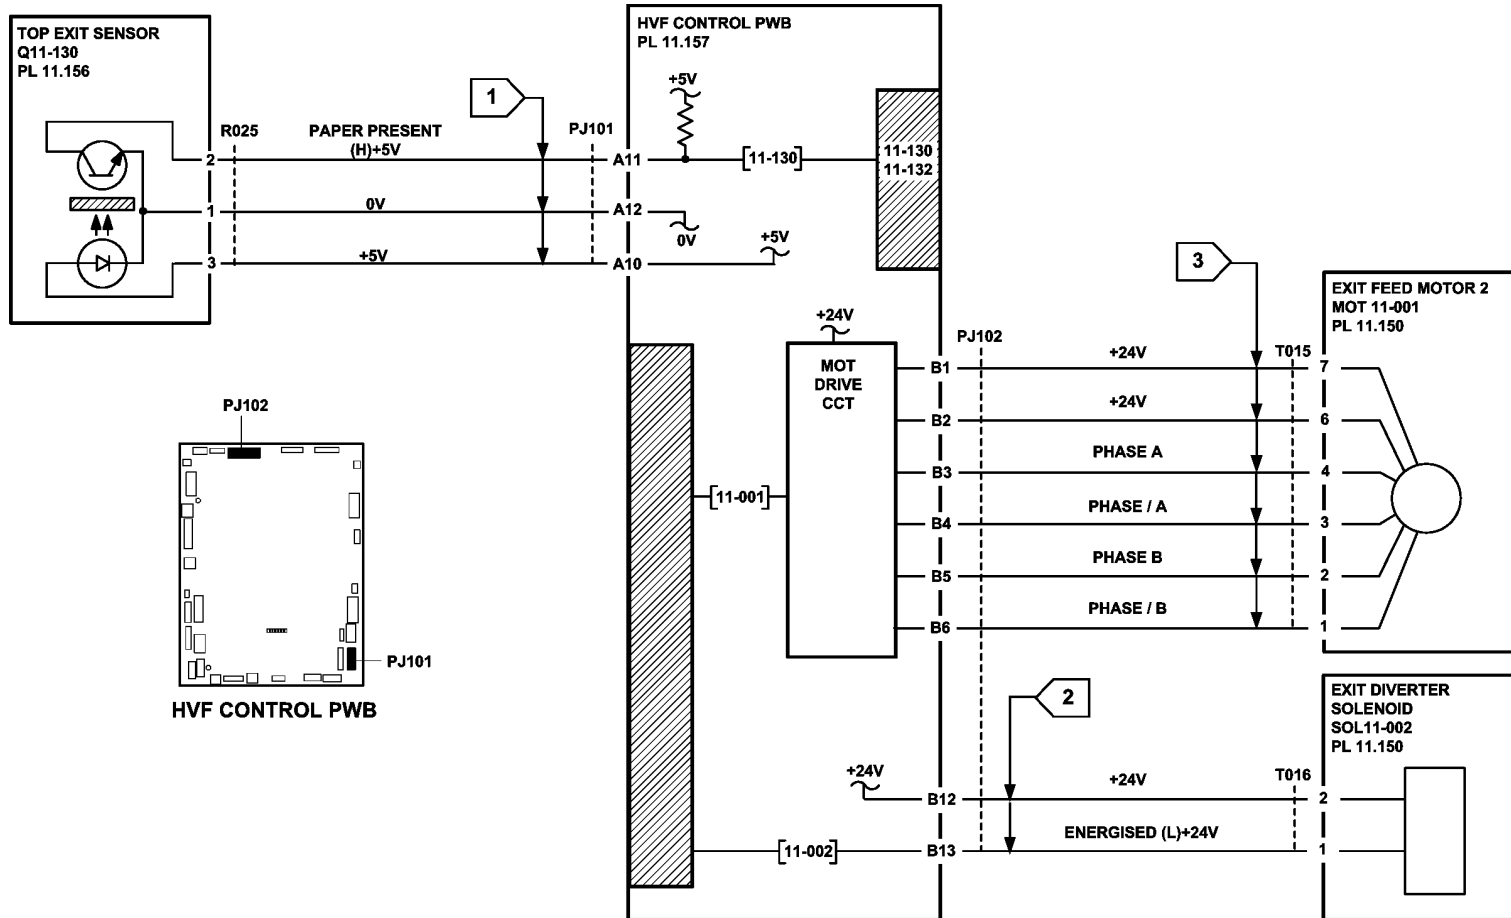 TOP EXIT SENSOR
Q11-130
PL 11.156
R025
2
1
3
PAPER PRESENT
(H)+5V
0V
+5V
1
PJ101
A11
A12
A10
HVF CONTROL PWB
PL 11.157
+5V
[11-130]
0V
+5V
11-130
11-132
+24V
MOT
DRIVE
CCT
[11-001]
B1
B2
B3
B4
B5
B6
PJ102
+24V
+24V
PHASE A
PHASE / A
PHASE B
PHASE / B
3
T015
7
6
4
3
2
1
EXIT FEED MOTOR 2
MOT 11-001
PL 11.150
PJ102
PJ101
HVF CONTROL PWB
+24V
[11-002]
B12
B13
2
+24V
ENERGISED (L)+24V
T016
2
1
EXIT DIVERTER
SOLENOID
SOL11-002
PL 11.150